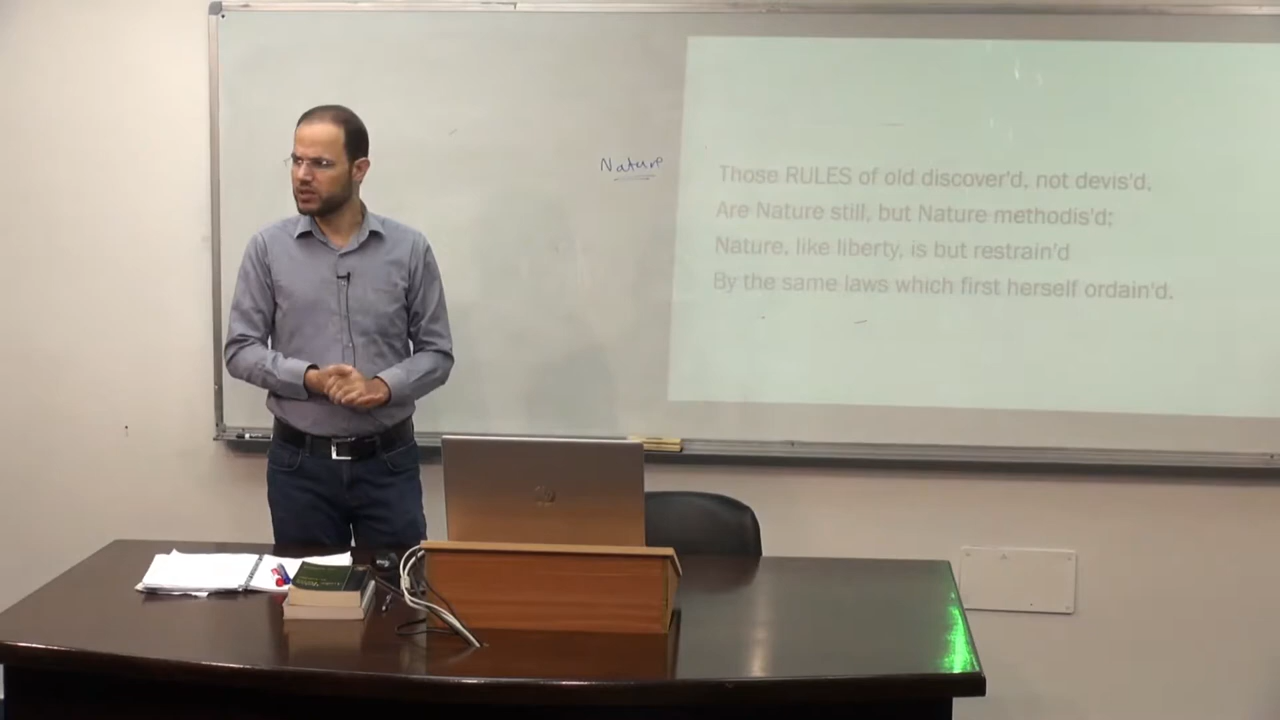 Nature
Those RULES of old discover'd, not devis'd,
Are Nature still, but Nature methodis'd;
Nature, like liberty, is but restrain'd
By the same laws which first herself ordain'd.
hp